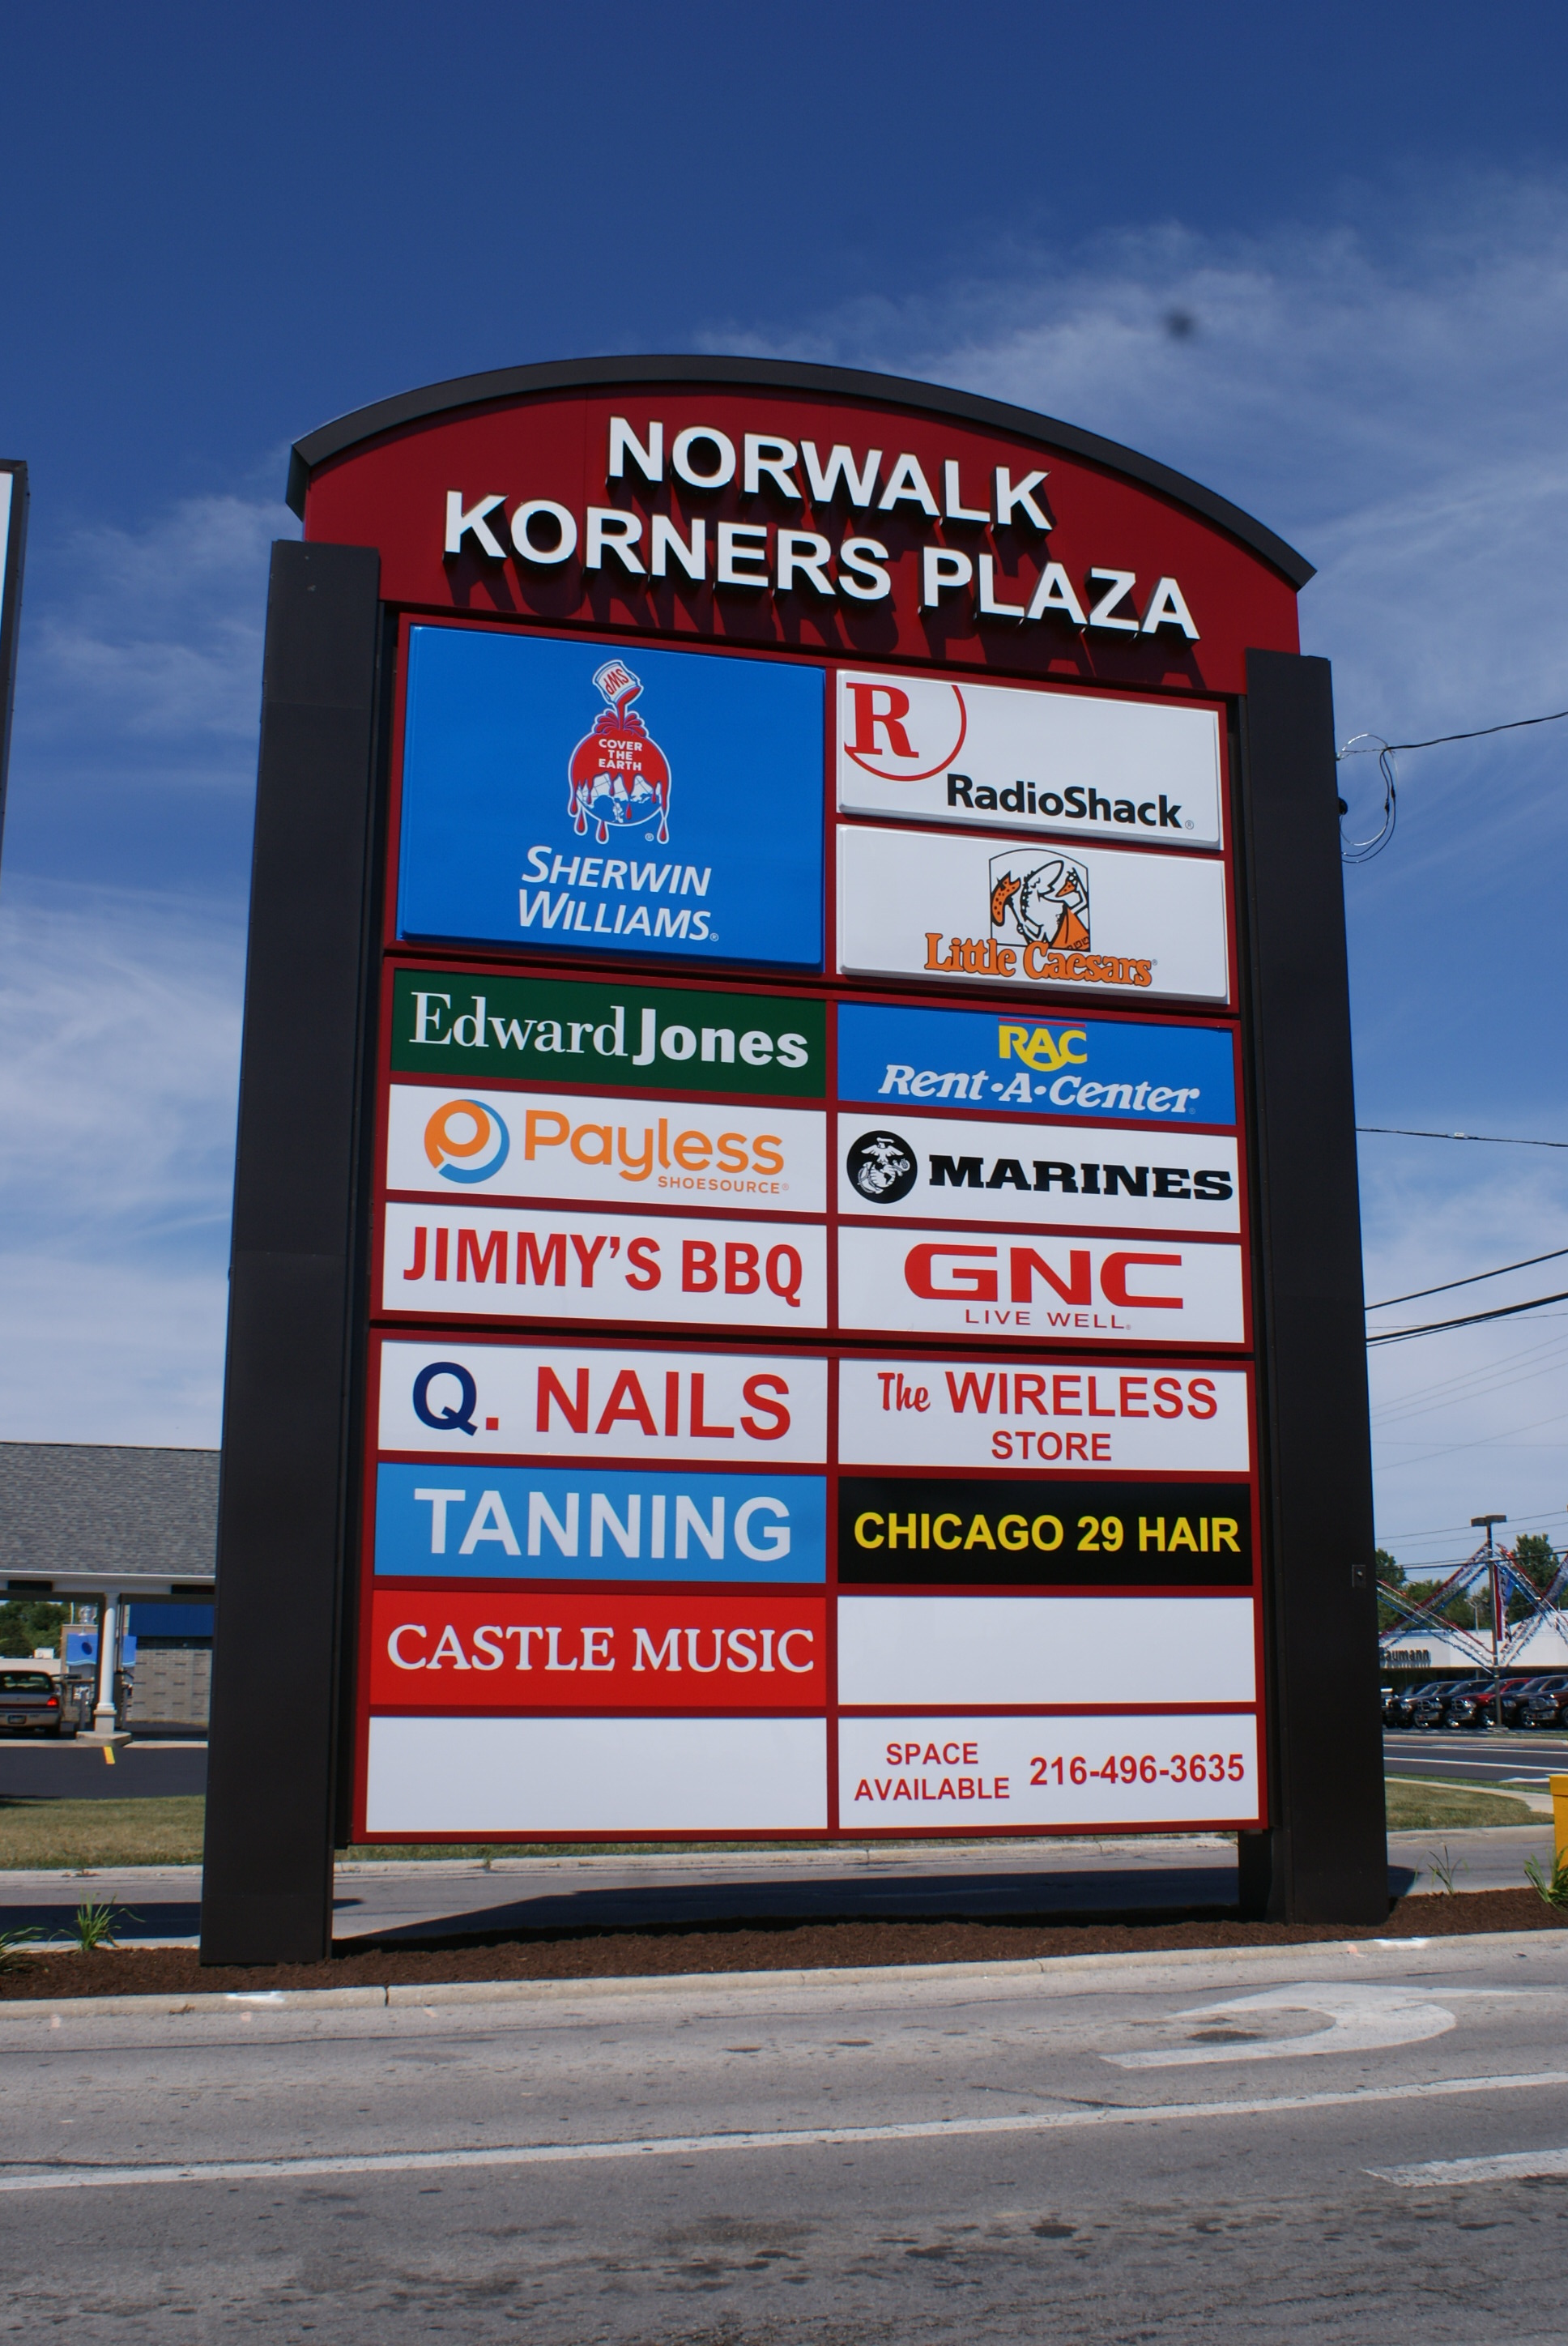 NORWALK
KORNERS PLAZA
SWP
COVER
THE
EARTH
SHERWIN
WILLIAMS®
R
RadioShack®
Little Caesars®
Edward Jones
RAC
Rent·A·Center®
Payless
SHOESOURCE®
MARINES
JIMMY'S BBQ
GNC
LIVE WELL®
Q. NAILS
The WIRELESS
STORE
TANNING
CHICAGO 29 HAIR
CASTLE MUSIC
SPACE
AVAILABLE
216-496-3635